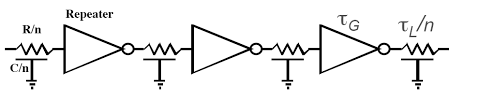 Repeater
R/n
C/n
τG
τL/n